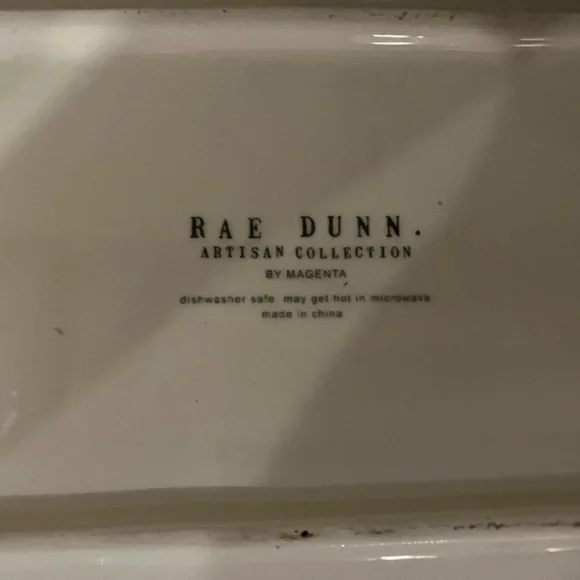 RAE DUNN.
ARTISAN COLLECTION
BY MAGENTA
dishwasher safe. may get hot in microwave
made in china